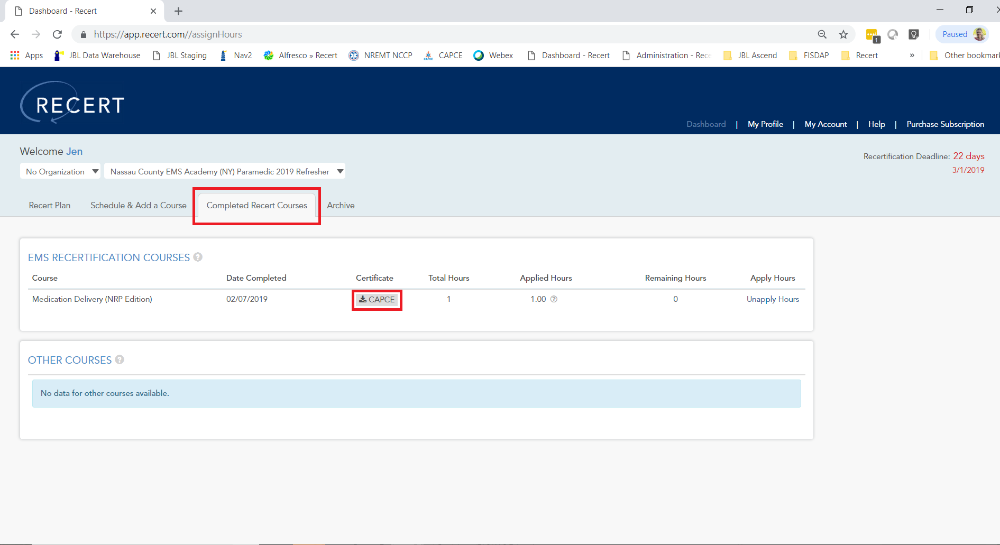 Dashboard - Recert
https://app.recert.com//assignHours
1
Paused
Apps JBL Data Warehouse JBL Staging Nav2 Alfresco » Recert NREMT NCCP CAPCE CAPCE Webex Dashboard - Recert Administration - Rece JBL Ascend FISDAP Recert » Other bookmark
RECERT
Dashboard | My Profile | My Account | Help | Purchase Subscription
Welcome Jen
Recertification Deadline: 22 days
3/1/2019
No Organization Nassau County EMS Academy (NY) Paramedic 2019 Refresher
Recert Plan Schedule & Add a Course Completed Recert Courses Archive
EMS RECERTIFICATION COURSES ?
Course Date Completed Certificate Total Hours Applied Hours Remaining Hours Apply Hours
Medication Delivery (NRP Edition) 02/07/2019 CAPCE 1 1.00 ? 0 Unapply Hours
OTHER COURSES ?
No data for other courses available.